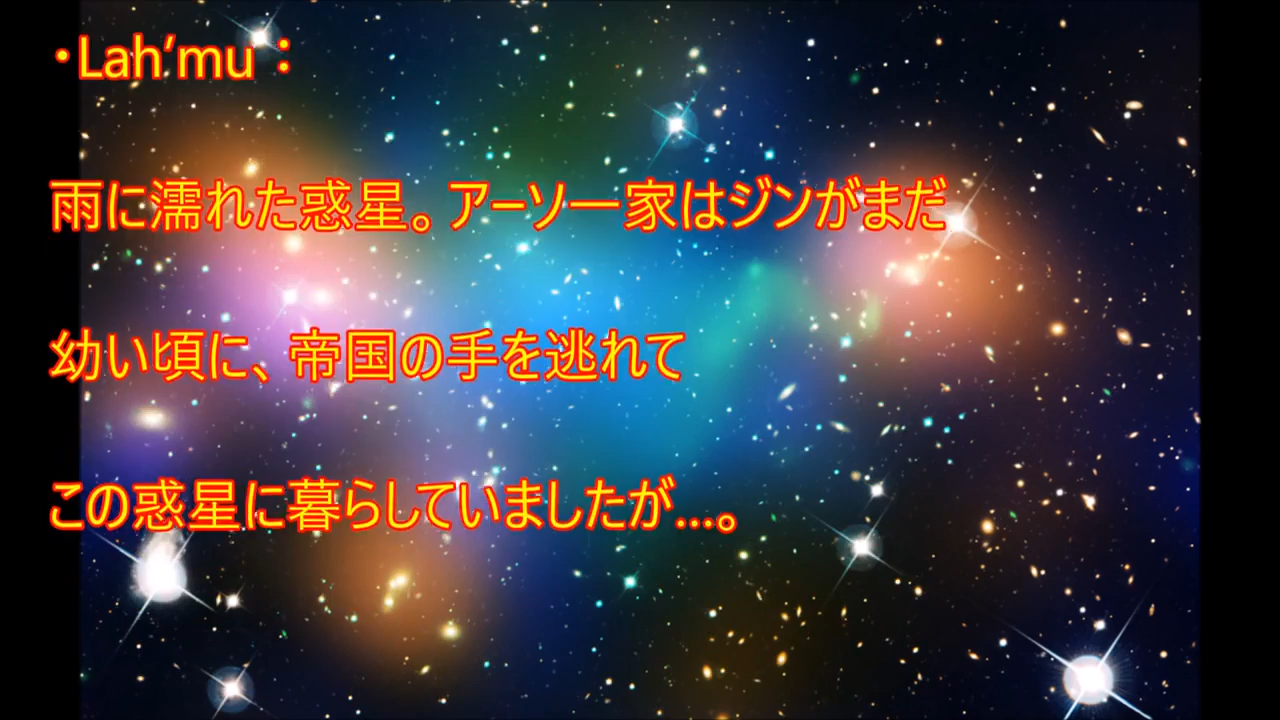 ・Lah’mu：
雨に濡れた惑星。アーソ一家はジンがまだ
幼い頃に、帝国の手を逃れて
この惑星に暮らしていましたが…。